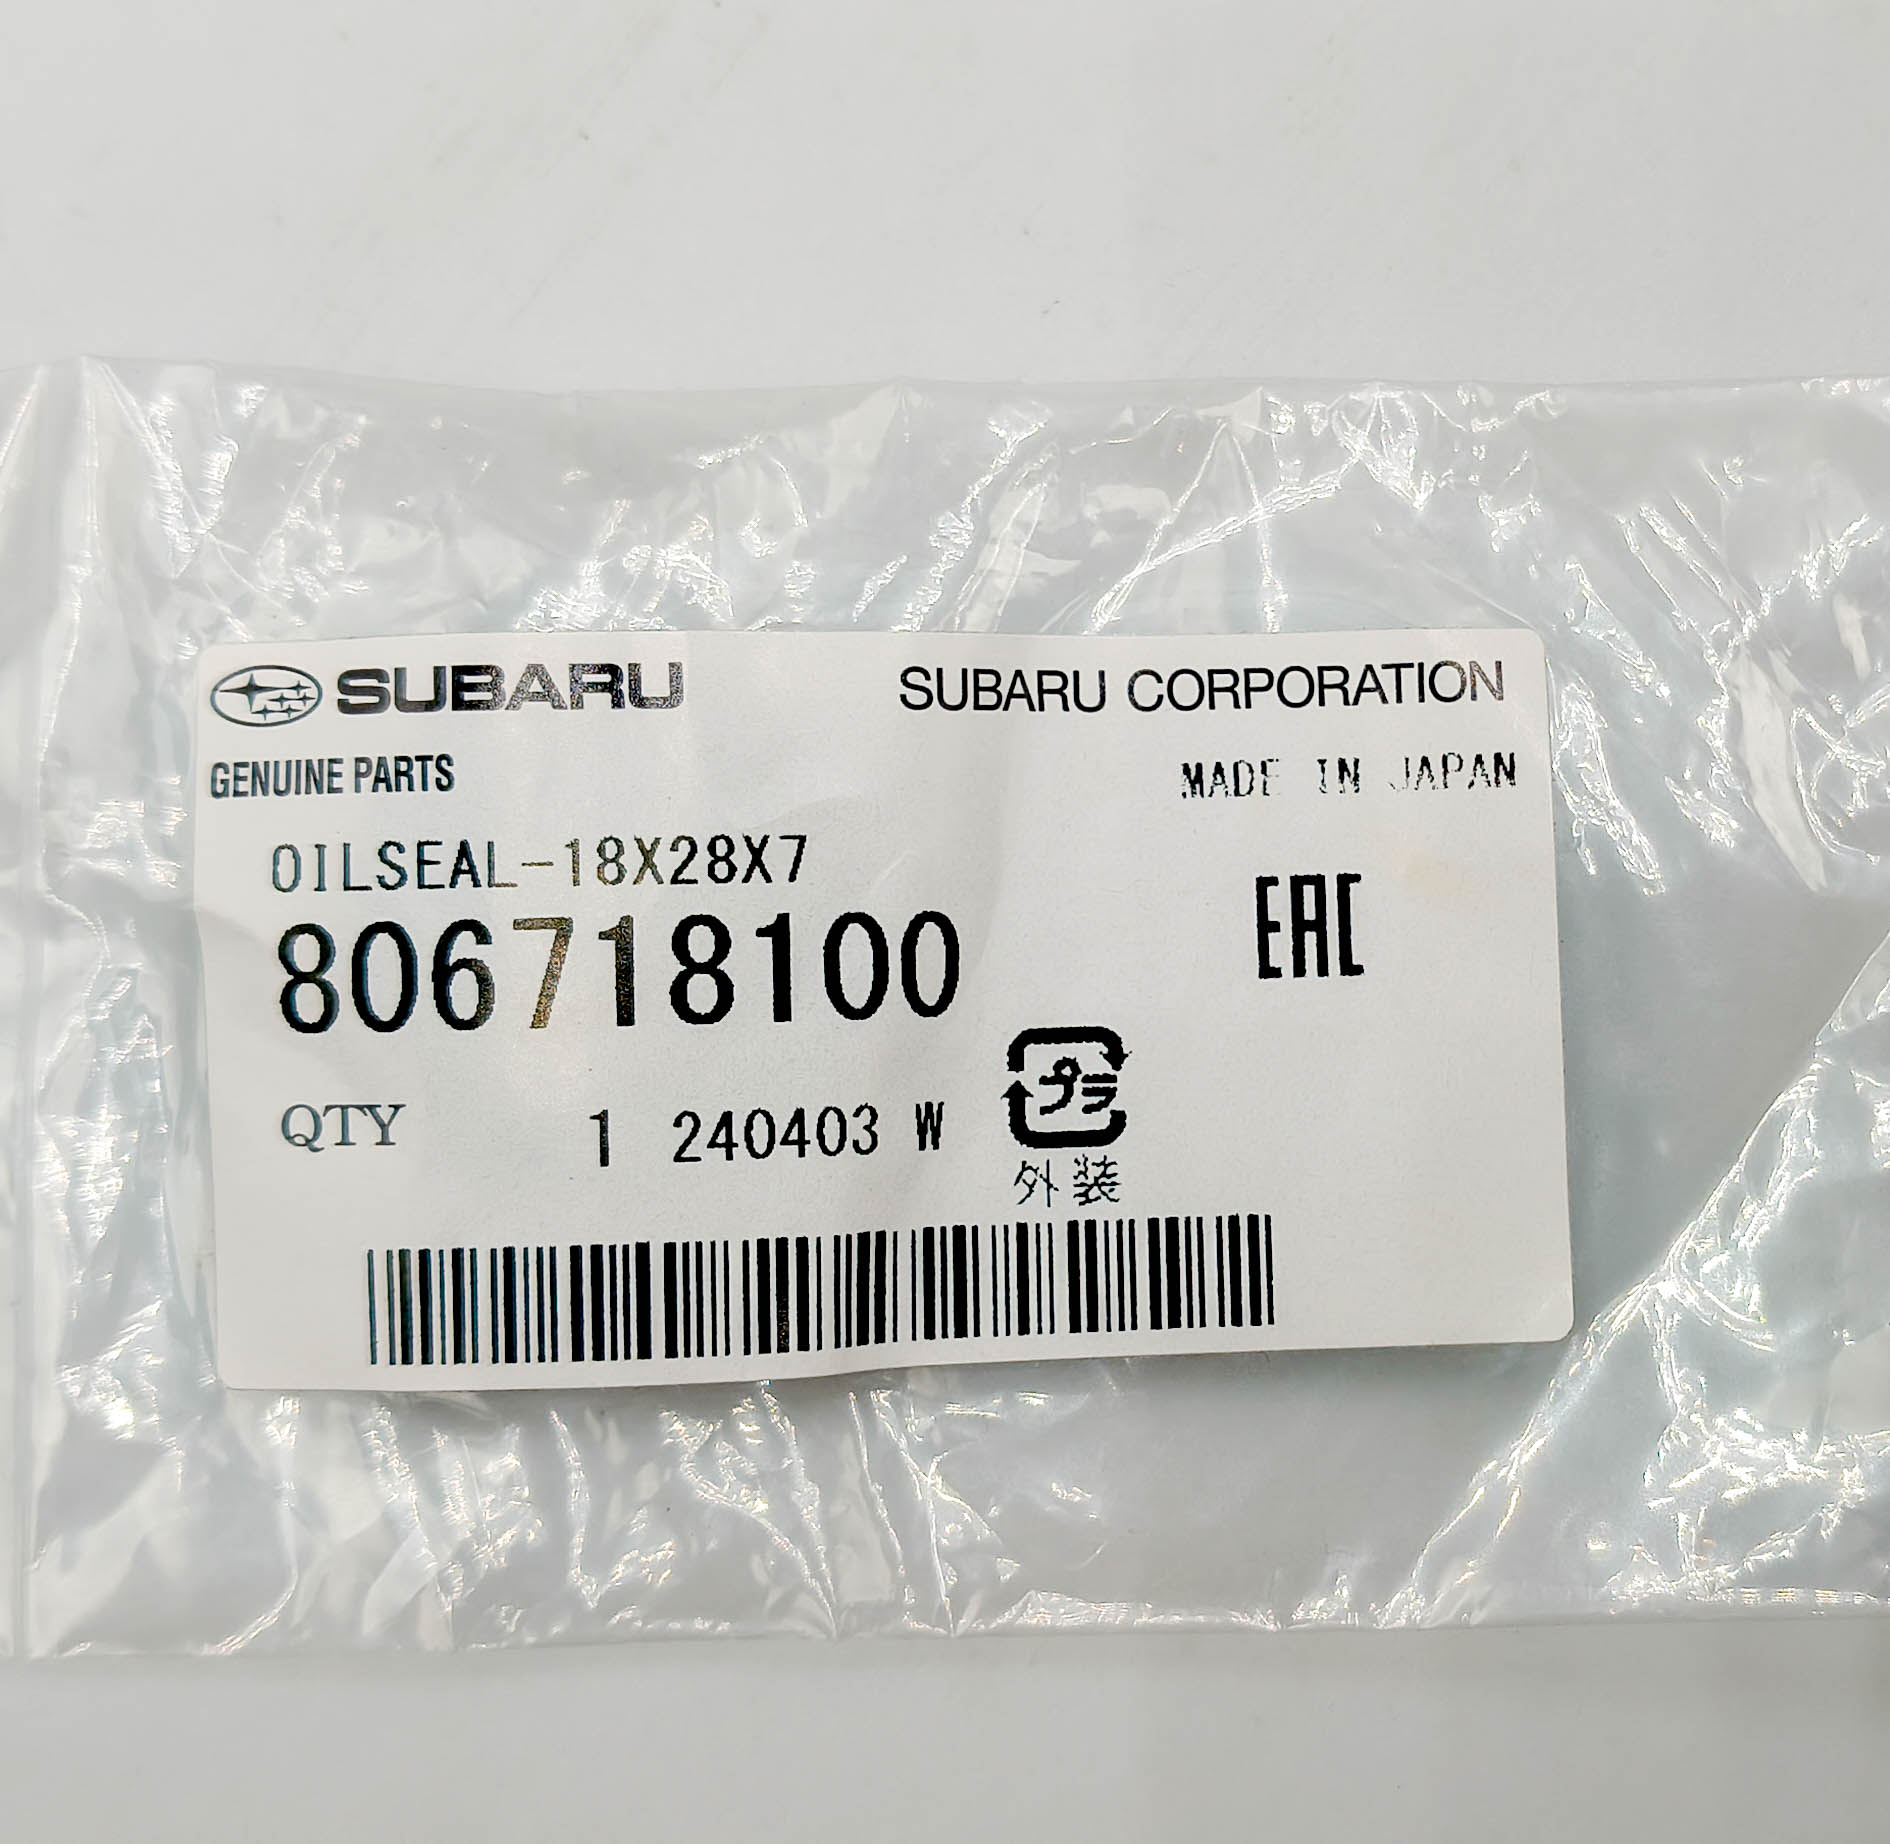 SUBARU SUBARU CORPORATION
GENUINE PARTS MADE IN JAPAN
OILSEAL-18X28X7
806718100 EAC
QTY 1 240403 W プラ
外装